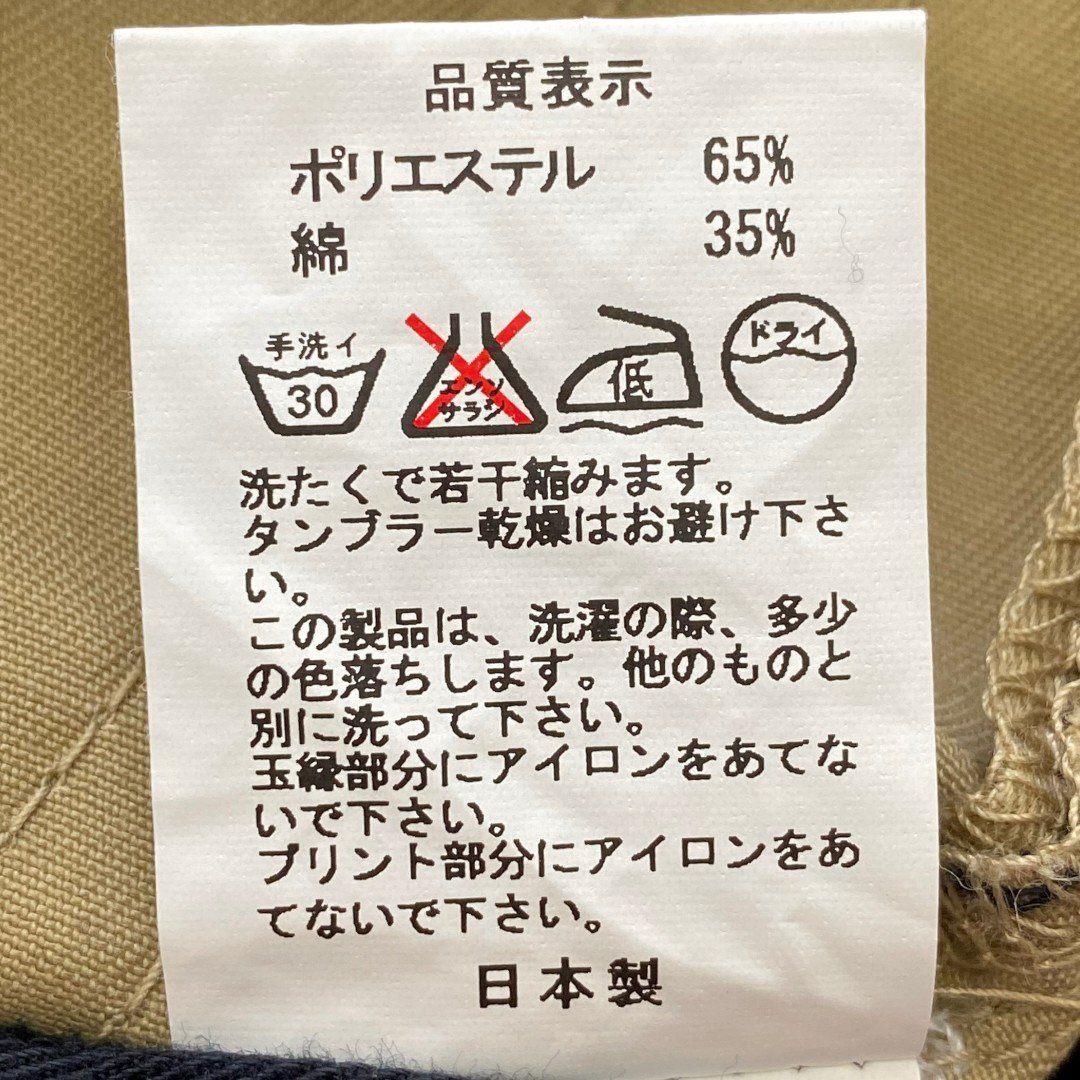 品質表示
ポリエステル 65%
綿 35%
手洗イ
30
エンソ
サラシ
低
ドライ
洗たくで若干縮みます。
タンブラー乾燥はお避け下さ
い。
この製品は、洗濯の際、多少
の色落ちします。他のものと
別に洗って下さい。
玉縁部分にアイロンをあてな
いで下さい。
プリント部分にアイロンをあ
てないで下さい。
日本製